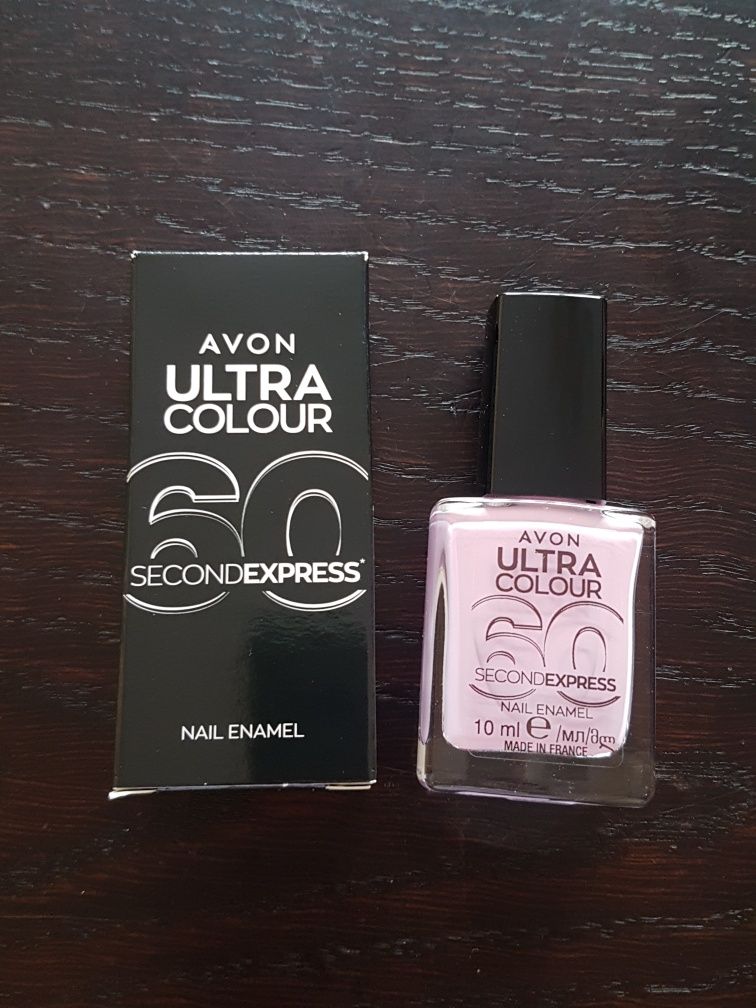 AVON
ULTRA
COLOUR
60
SECONDEXPRESS*
NAIL ENAMEL
AVON
ULTRA
COLOUR
60
SECONDEXPRESS
NAIL ENAMEL
10 ml e /мл/მლ
MADE IN FRANCE